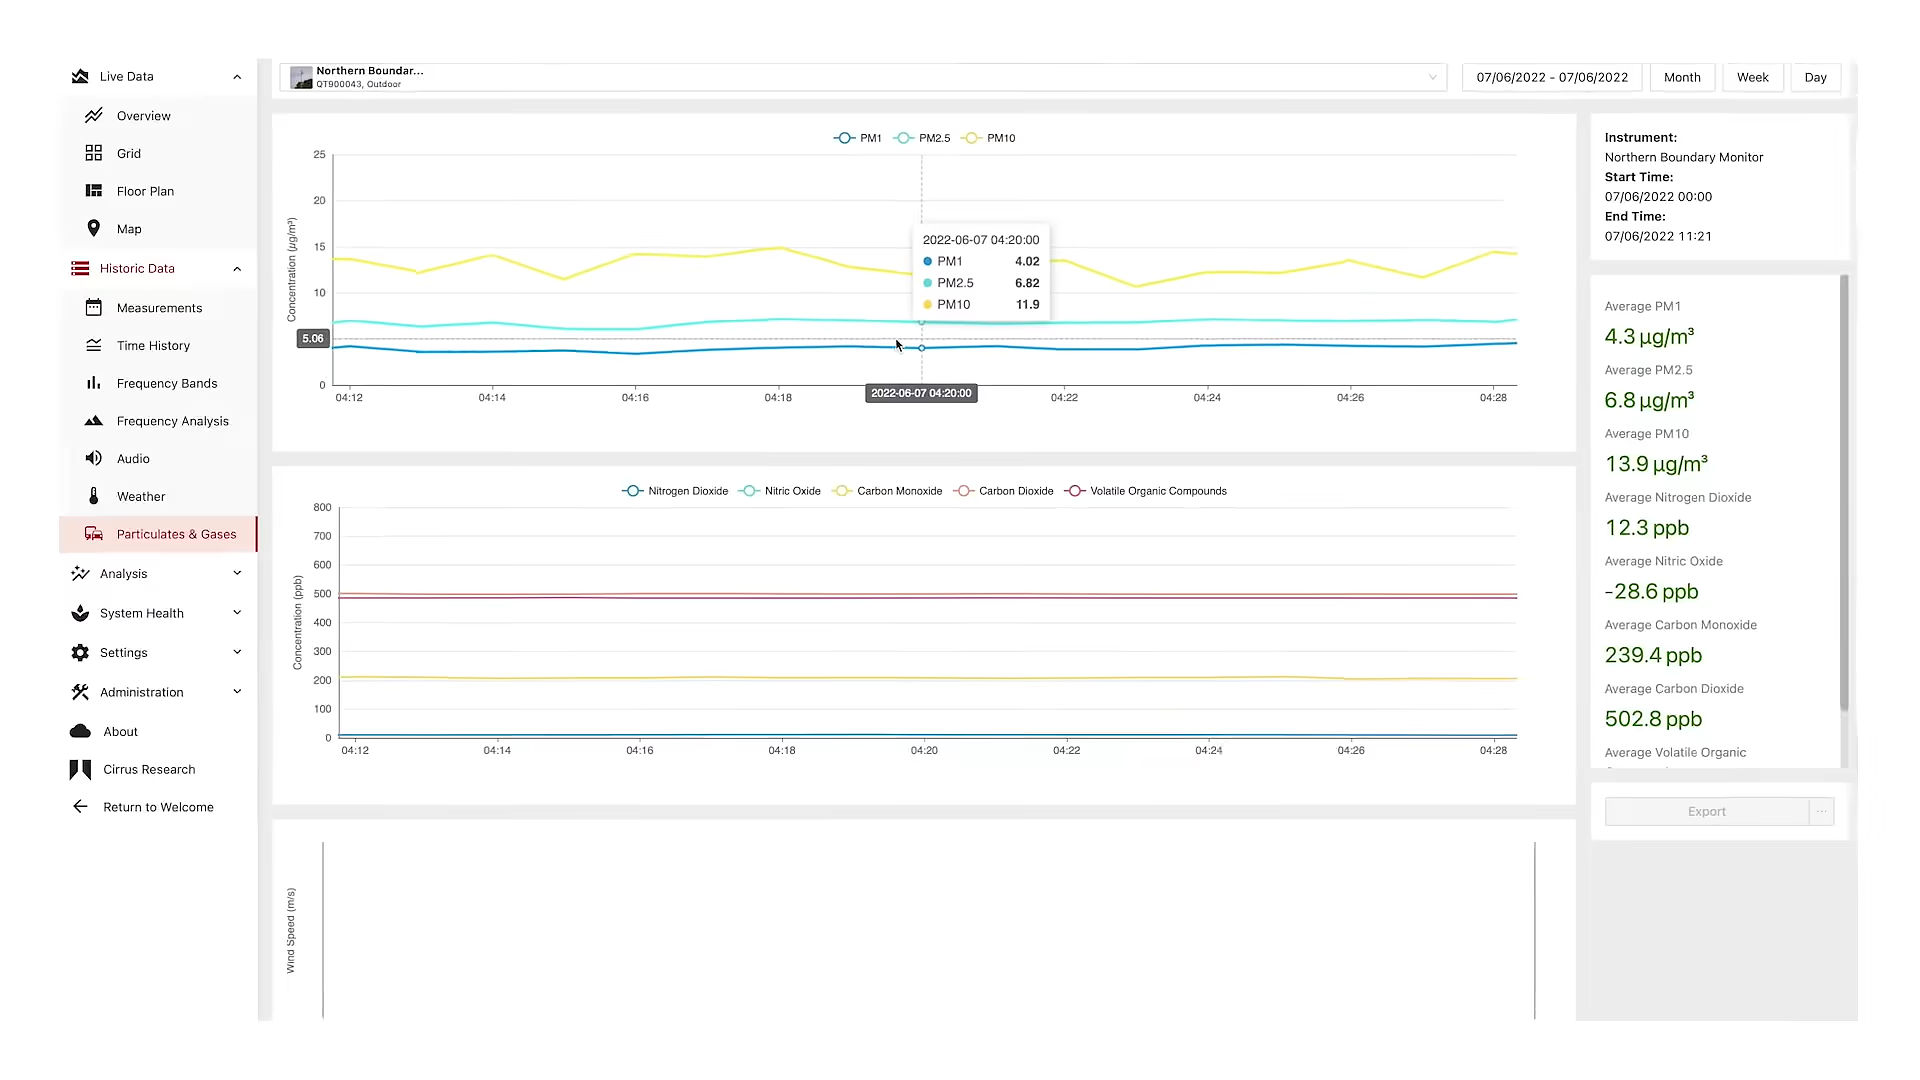 Live Data
Overview
Grid
Floor Plan
Map
Historic Data
Measurements
Time History
Frequency Bands
Frequency Analysis
Audio
Weather
Particulates & Gases
Analysis
System Health
Settings
Administration
About
Cirrus Research
Return to Welcome
Northern Boundar...
QT900043, Outdoor
07/06/2022 - 07/06/2022
Month
Week
Day
PM1 PM2.5 PM10
Concentration (µg/m³)
25
20
15
10
5.06
0
2022-06-07 04:20:00
PM1 4.02
PM2.5 6.82
PM10 11.9
04:12 04:14 04:16 04:18 2022-06-07 04:20:00 04:22 04:24 04:26 04:28
Nitrogen Dioxide Nitric Oxide Carbon Monoxide Carbon Dioxide Volatile Organic Compounds
Concentration (ppb)
800
700
600
500
400
300
200
100
0
04:12 04:14 04:16 04:18 04:20 04:22 04:24 04:26 04:28
Wind Speed (m/s)
Instrument:
Northern Boundary Monitor
Start Time:
07/06/2022 00:00
End Time:
07/06/2022 11:21
Average PM1
4.3 µg/m³
Average PM2.5
6.8 µg/m³
Average PM10
13.9 µg/m³
Average Nitrogen Dioxide
12.3 ppb
Average Nitric Oxide
-28.6 ppb
Average Carbon Monoxide
239.4 ppb
Average Carbon Dioxide
502.8 ppb
Average Volatile Organic
Export ...